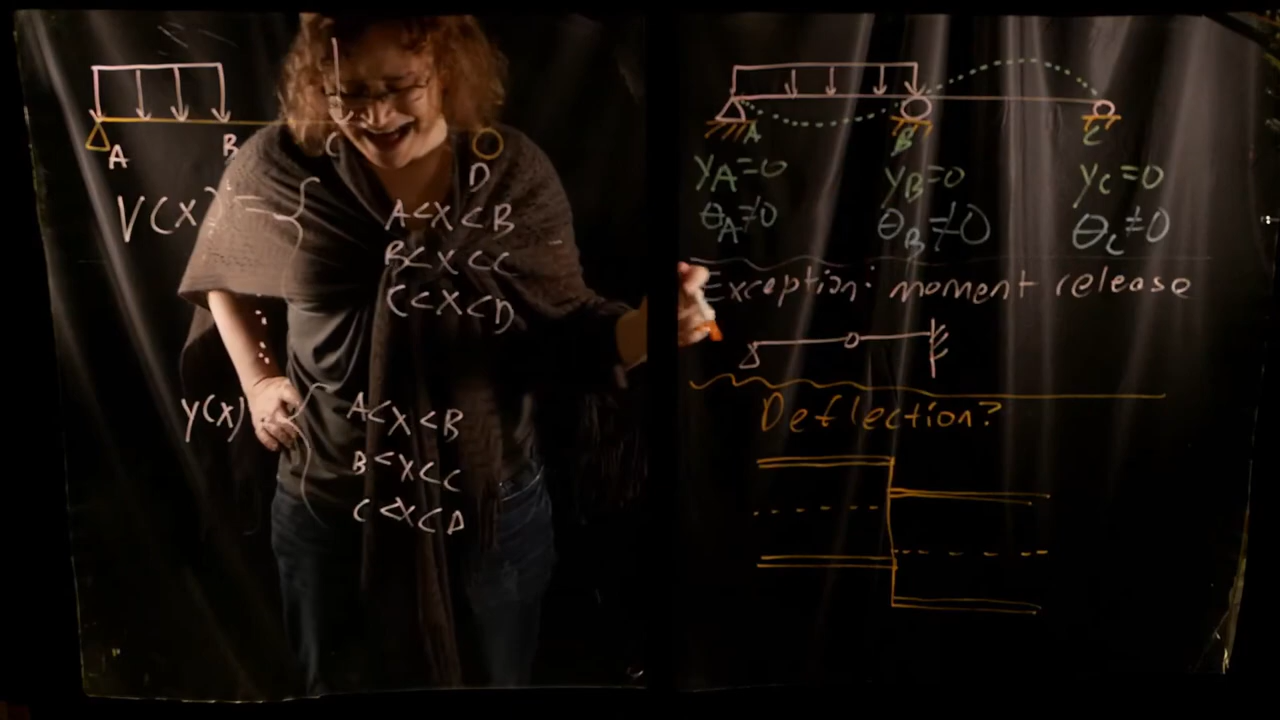 A B C D
V(X) =
A<X<B
B<X<C
C<X<D
Y(X)
A<X<B
B<X<C
C<X<D
A B C
yA=0 yB=0 yC=0
θA≠0 θB≠0 θC≠0
Exception: moment release
Deflection?